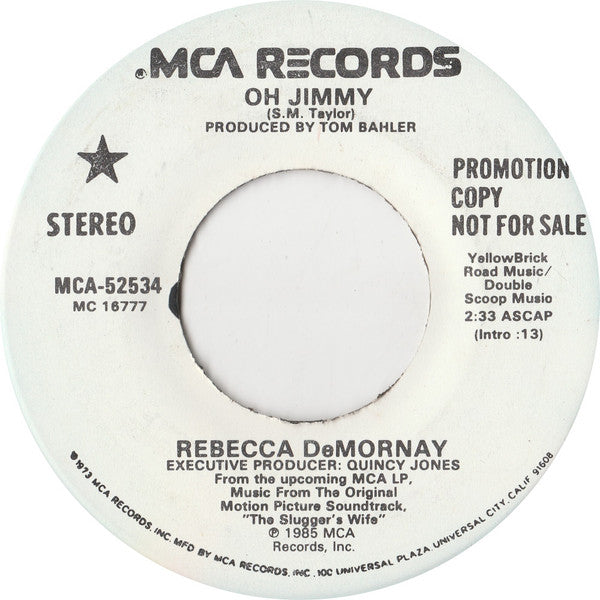 .MCA RECORDS
OH JIMMY
(S.M. Taylor)
PRODUCED BY TOM BAHLER
STEREO
MCA-52534
MC 16777
PROMOTION
COPY
NOT FOR SALE
YellowBrick
Road Music/
Double
Scoop Music
2:33 ASCAP
(Intro :13)
REBECCA DeMORNAY
EXECUTIVE PRODUCER: QUINCY JONES
From the upcoming MCA LP,
Music From The Original
Motion Picture Soundtrack,
"The Slugger's Wife"
℗ 1985 MCA
Records, Inc.
©1973 MCA RECORDS, INC. MFD BY MCA RECORDS, INC .10C UNIVERSAL PLAZA, UNIVERSAL CITY, CALIF. 91608